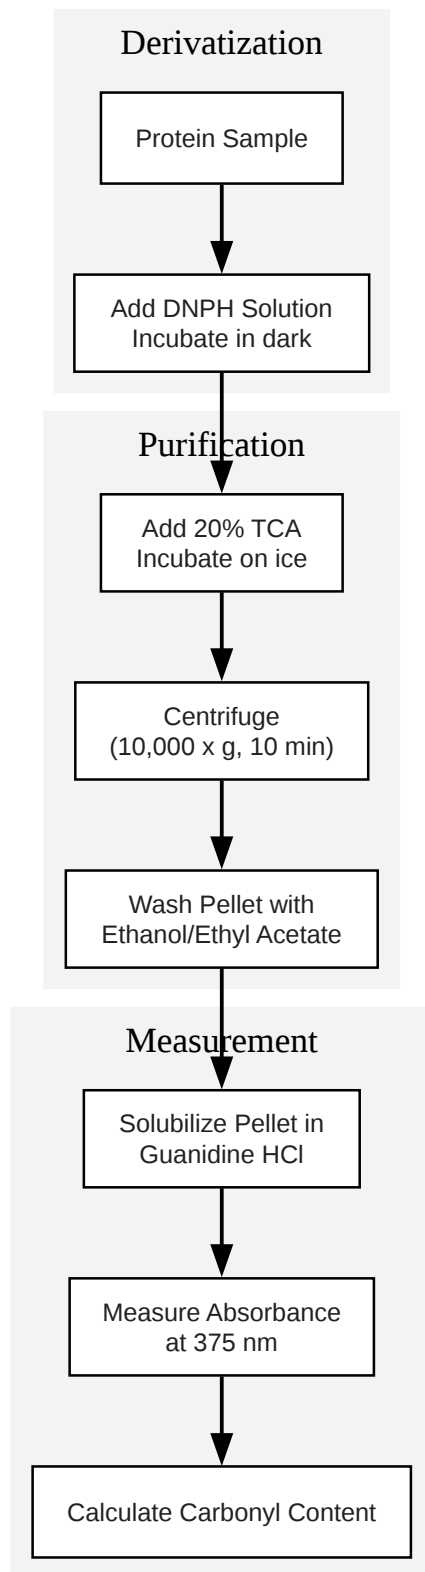 Derivatization
Protein Sample
Add DNPH Solution
Incubate in dark
Purification
Add 20% TCA
Incubate on ice
Centrifuge
(10,000 x g, 10 min)
Wash Pellet with
Ethanol/Ethyl Acetate
Measurement
Solubilize Pellet in
Guanidine HCl
Measure Absorbance
at 375 nm
Calculate Carbonyl Content